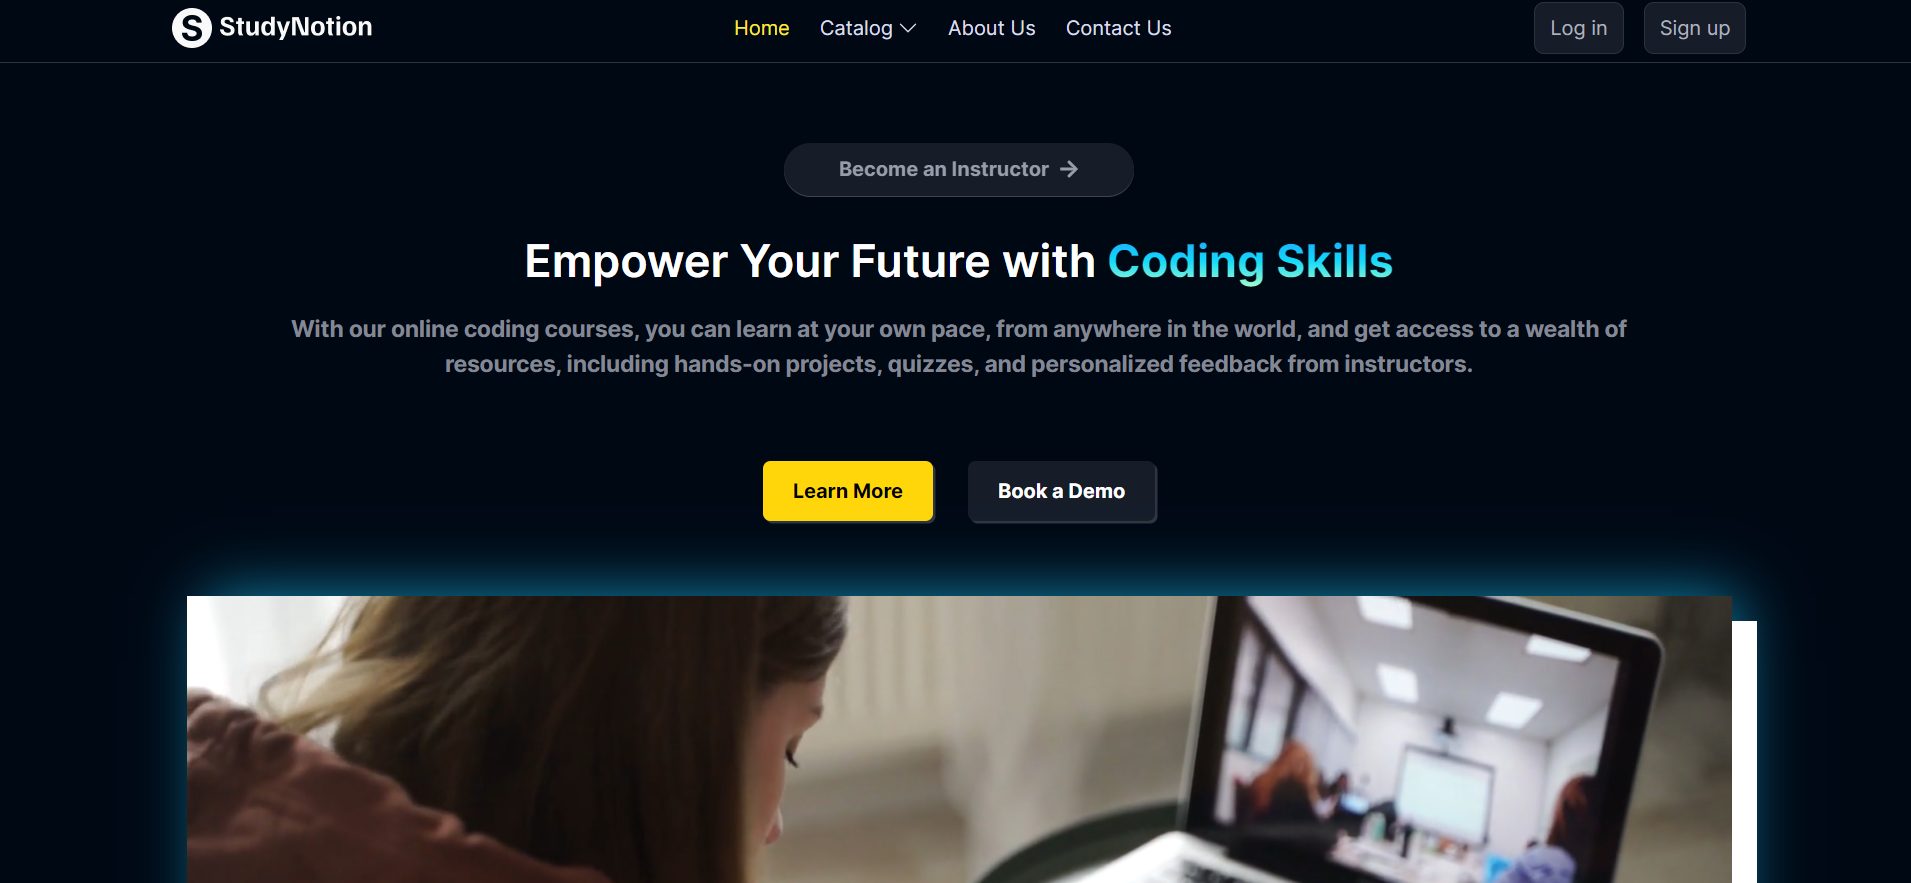 StudyNotion
Home Catalog About Us Contact Us
Log in Sign up
Become an Instructor →
Empower Your Future with Coding Skills
With our online coding courses, you can learn at your own pace, from anywhere in the world, and get access to a wealth of
resources, including hands-on projects, quizzes, and personalized feedback from instructors.
Learn More Book a Demo